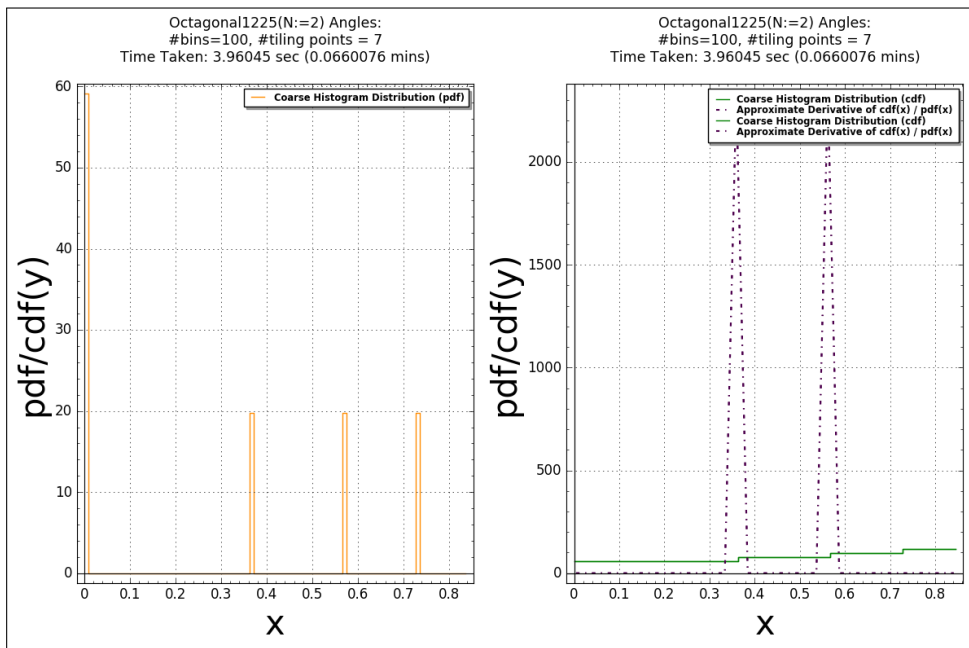 Octagonal1225(N:=2) Angles:
#bins=100, #tiling points = 7
Time Taken: 3.96045 sec (0.0660076 mins)
60
50
40
30
20
10
0
pdf/cdf(y)
Coarse Histogram Distribution (pdf)
0 0.1 0.2 0.3 0.4 0.5 0.6 0.7 0.8
x
Octagonal1225(N:=2) Angles:
#bins=100, #tiling points = 7
Time Taken: 3.96045 sec (0.0660076 mins)
2000
1500
1000
500
0
pdf/cdf(y)
Coarse Histogram Distribution (cdf)
Approximate Derivative of cdf(x) / pdf(x)
Coarse Histogram Distribution (cdf)
Approximate Derivative of cdf(x) / pdf(x)
0 0.1 0.2 0.3 0.4 0.5 0.6 0.7 0.8
x